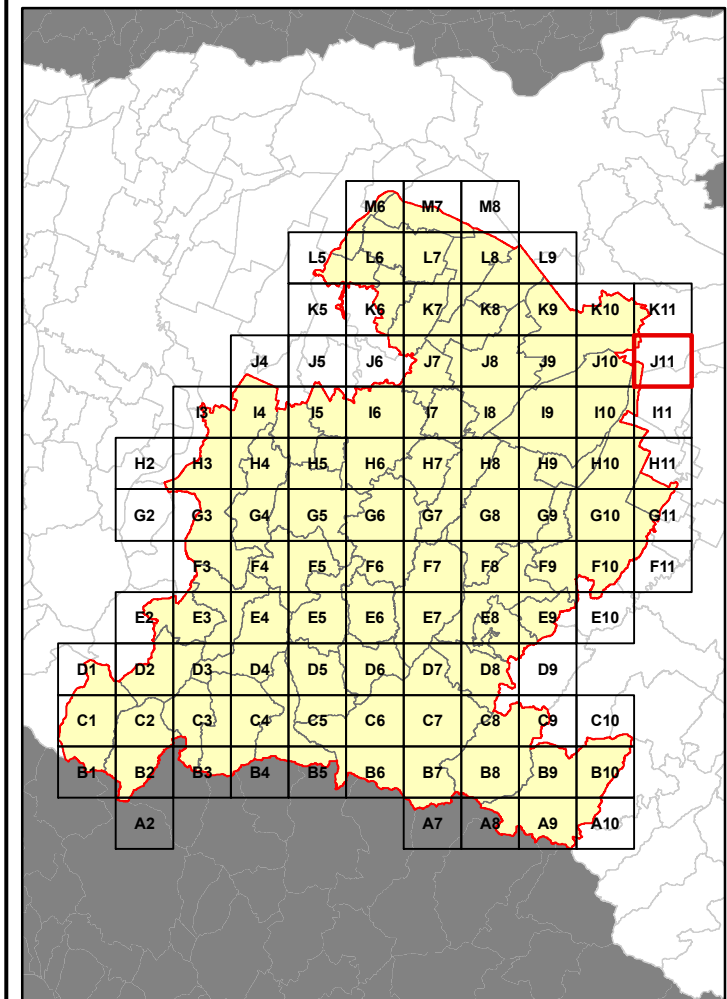 M6 M7 M8
L5 L6 L7 L8 L9
K5 K6 K7 K8 K9 K10 K11
J4 J5 J6 J7 J8 J9 J10 J11
I3 I4 I5 I6 I7 I8 I9 I10 I11
H2 H3 H4 H5 H6 H7 H8 H9 H10 H11
G2 G3 G4 G5 G6 G7 G8 G9 G10 G11
F3 F4 F5 F6 F7 F8 F9 F10 F11
E2 E3 E4 E5 E6 E7 E8 E9 E10
D1 D2 D3 D4 D5 D6 D7 D8 D9
C1 C2 C3 C4 C5 C6 C7 C8 C9 C10
B1 B2 B3 B4 B5 B6 B7 B8 B9 B10
A2 A7 A8 A9 A10